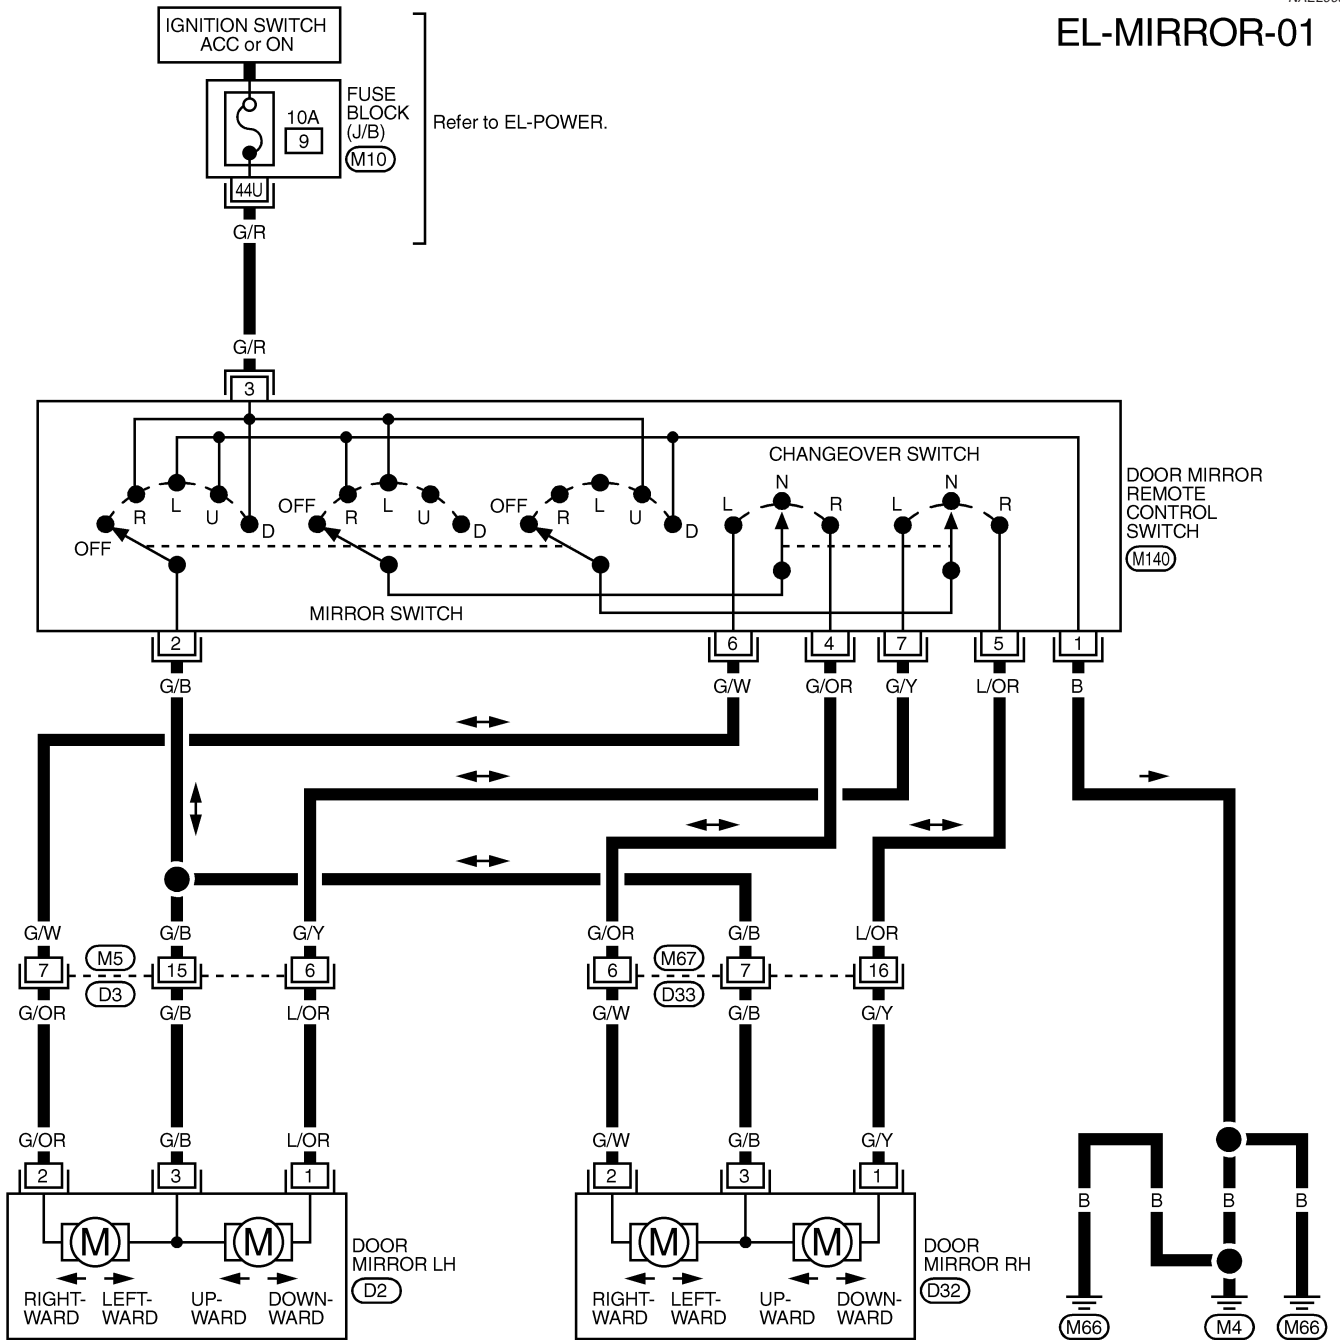 EL-MIRROR-01
IGNITION SWITCH
ACC or ON
FUSE
BLOCK
(J/B)
M10
10A
9
Refer to EL-POWER.
44U
G/R
G/R
3
CHANGEOVER SWITCH
DOOR MIRROR
REMOTE
CONTROL
SWITCH
M140
OFF R L U D
OFF R L U D
OFF R L U D
L N R
L N R
MIRROR SWITCH
2 6 4 7 5 1
G/B G/W G/OR G/Y L/OR B
G/W G/B G/Y G/OR G/B L/OR
M5 M67
7 15 6 6 7 16
D3 D33
G/OR G/B L/OR G/W G/B G/Y
G/OR G/B L/OR G/W G/B G/Y
2 3 1 2 3 1
B B B B
M M M M
DOOR
MIRROR LH
D2
DOOR
MIRROR RH
D32
RIGHT- LEFT- UP- DOWN-
WARD WARD WARD WARD
RIGHT- LEFT- UP- DOWN-
WARD WARD WARD WARD
M66 M4 M66